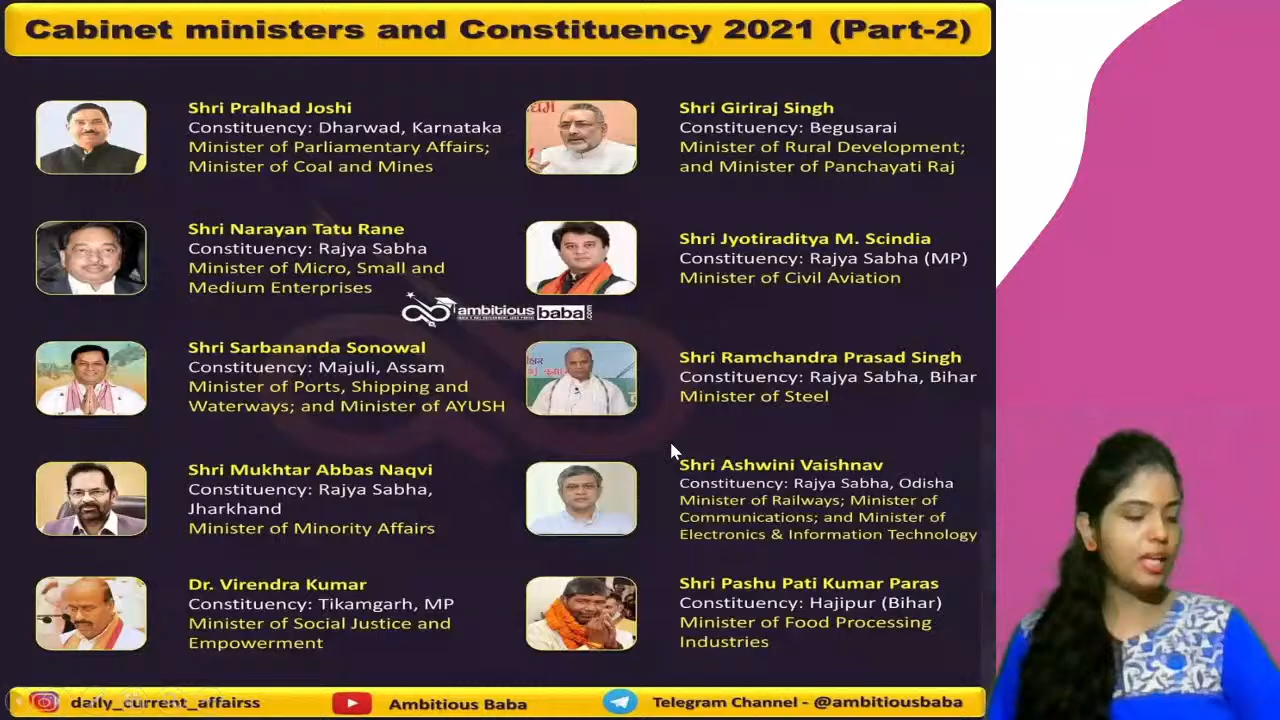 Cabinet ministers and Constituency 2021 (Part-2)
Shri Pralhad Joshi
Constituency: Dharwad, Karnataka
Minister of Parliamentary Affairs;
Minister of Coal and Mines
Shri Giriraj Singh
Constituency: Begusarai
Minister of Rural Development;
and Minister of Panchayati Raj
Shri Narayan Tatu Rane
Constituency: Rajya Sabha
Minister of Micro, Small and
Medium Enterprises
Shri Jyotiraditya M. Scindia
Constituency: Rajya Sabha (MP)
Minister of Civil Aviation
ambitious baba .com
Shri Sarbananda Sonowal
Constituency: Majuli, Assam
Minister of Ports, Shipping and
Waterways; and Minister of AYUSH
Shri Ramchandra Prasad Singh
Constituency: Rajya Sabha, Bihar
Minister of Steel
Shri Mukhtar Abbas Naqvi
Constituency: Rajya Sabha,
Jharkhand
Minister of Minority Affairs
Shri Ashwini Vaishnav
Constituency: Rajya Sabha, Odisha
Minister of Railways; Minister of
Communications; and Minister of
Electronics & Information Technology
Dr. Virendra Kumar
Constituency: Tikamgarh, MP
Minister of Social Justice and
Empowerment
Shri Pashu Pati Kumar Paras
Constituency: Hajipur (Bihar)
Minister of Food Processing
Industries
daily_current_affairss
Ambitious Baba
Telegram Channel - @ambitiousbaba